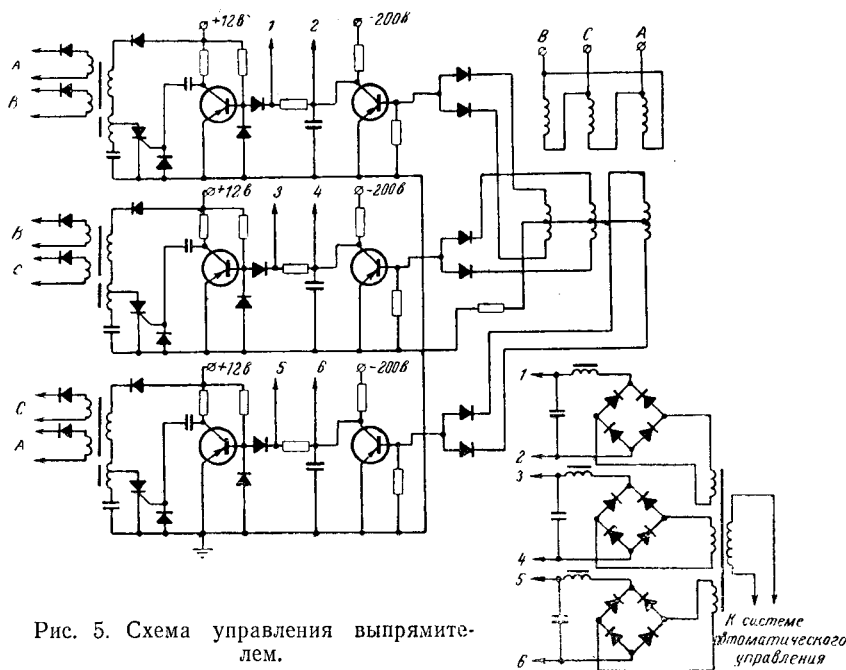 +12в 1 2 -200в
В С А
А
В
+12в 3 4 -200в
В
С
+12в 5 6 -200в
С
А
1
2
3
4
5
6
К системе
автоматического
управления
Рис. 5. Схема управления выпрямите-
лем.